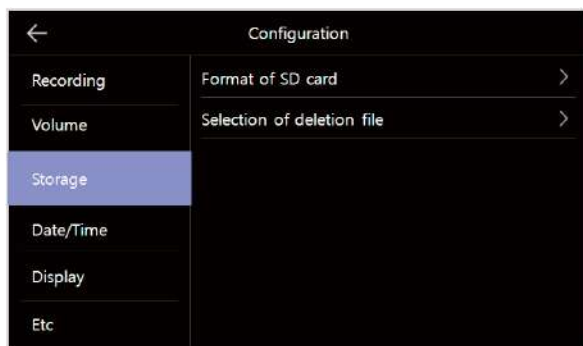 Configuration
Recording
Volume
Storage
Date/Time
Display
Etc
Format of SD card
Selection of deletion file